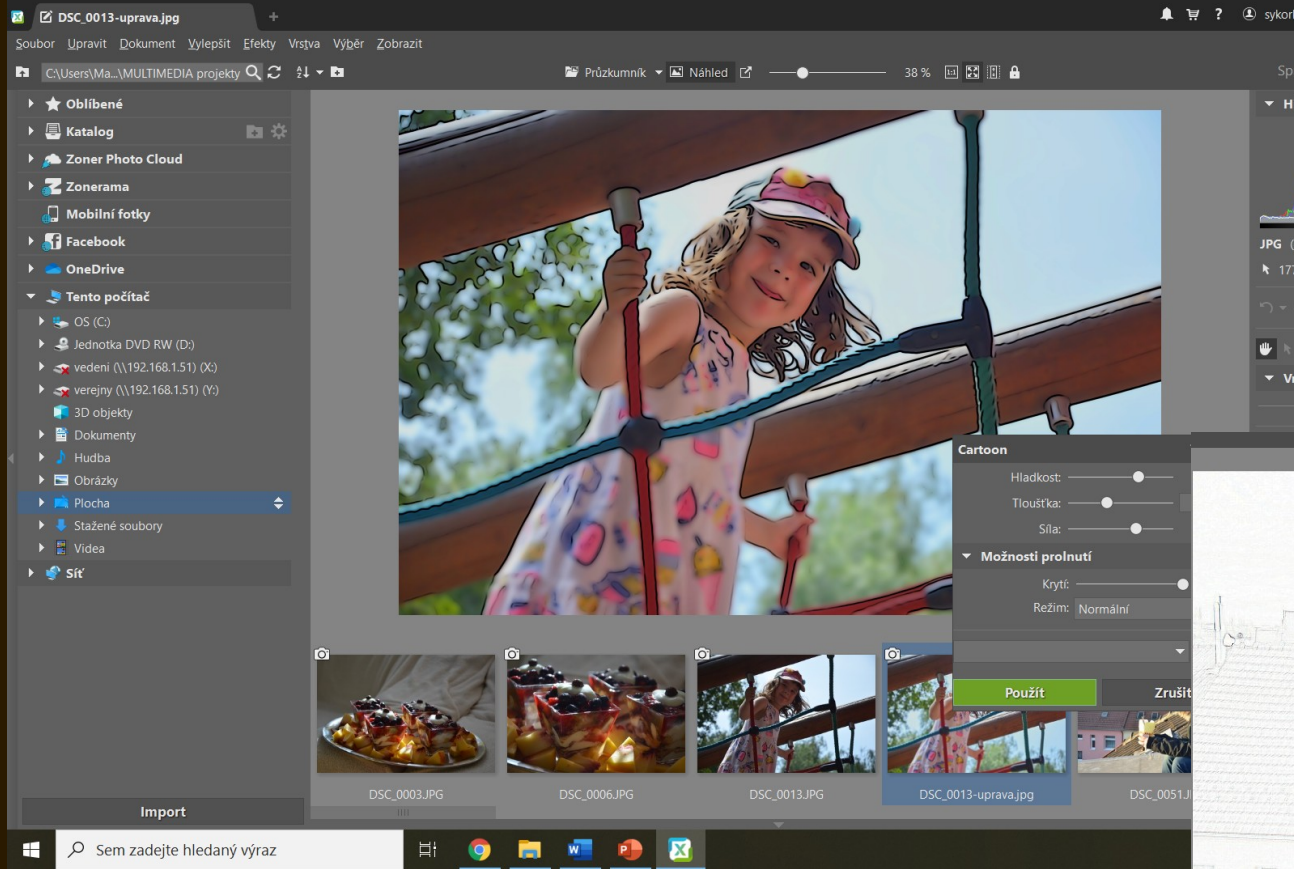 DSC_0013-uprava.jpg
+
? sykor
Soubor Upravit Dokument Vylepšit Efekty Vrstva Výběr Zobrazit
C:\Users\Ma...\MULTIMEDIA projekty
Průzkumník Náhled 38 %
Sp
Oblíbené
Katalog
Zoner Photo Cloud
Zonerama
Mobilní fotky
Facebook
OneDrive
Tento počítač
OS (C:)
Jednotka DVD RW (D:)
vedeni (\\192.168.1.51) (X:)
verejny (\\192.168.1.51) (Y:)
3D objekty
Dokumenty
Hudba
Obrázky
Plocha
Stažené soubory
Videa
Síť
Import
H
JPG (
177
Vr
Cartoon
Hladkost:
Tloušťka:
Síla:
Možnosti prolnutí
Krytí:
Režim: Normální
Použít Zrušit
DSC_0003.JPG DSC_0006.JPG DSC_0013.JPG DSC_0013-uprava.jpg DSC_0051.J
Sem zadejte hledaný výraz